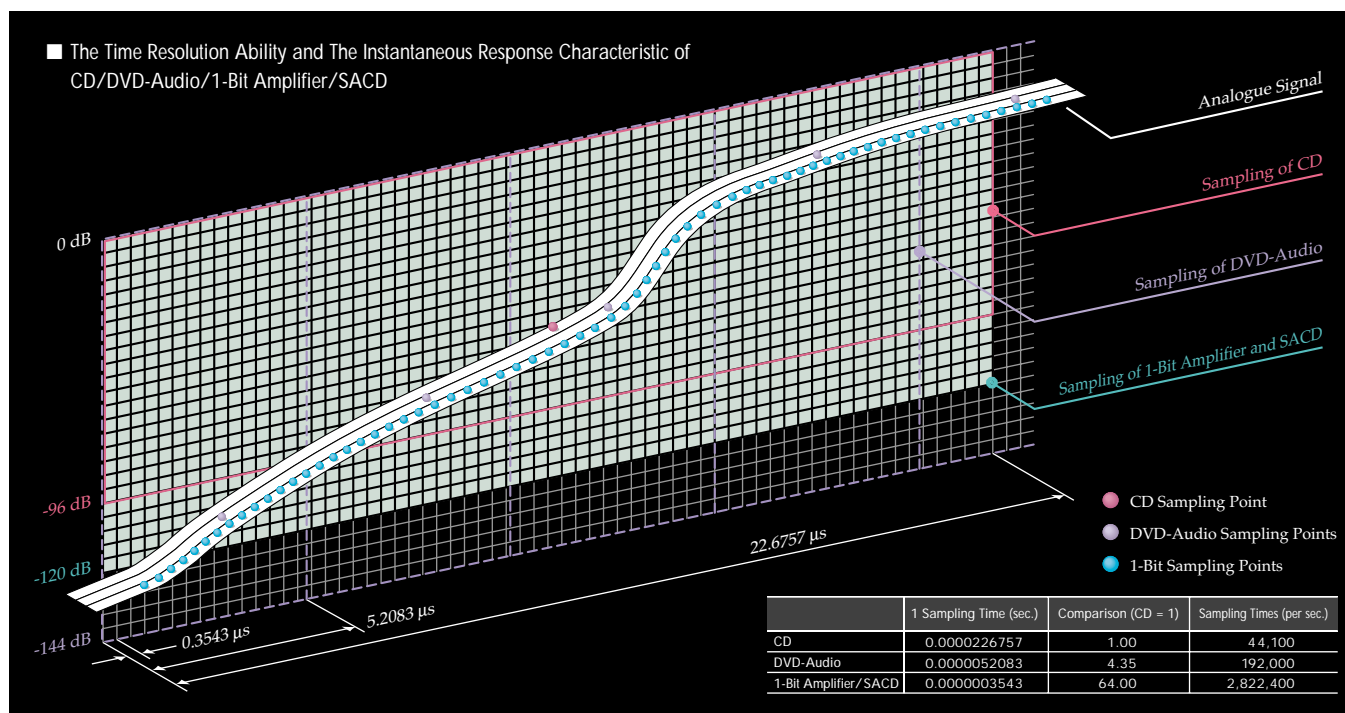 ■ The Time Resolution Ability and The Instantaneous Response Characteristic of
CD/DVD-Audio/1-Bit Amplifier/SACD
Analogue Signal
Sampling of CD
Sampling of DVD-Audio
Sampling of 1-Bit Amplifier and SACD
0 dB
-96 dB
-120 dB
-144 dB
0.3543 µs
5.2083 µs
22.6757 µs
CD Sampling Point
DVD-Audio Sampling Points
1-Bit Sampling Points
1 Sampling Time (sec.) Comparison (CD = 1) Sampling Times (per sec.)
CD 0.0000226757 1.00 44,100
DVD-Audio 0.0000052083 4.35 192,000
1-Bit Amplifier/SACD 0.0000003543 64.00 2,822,400